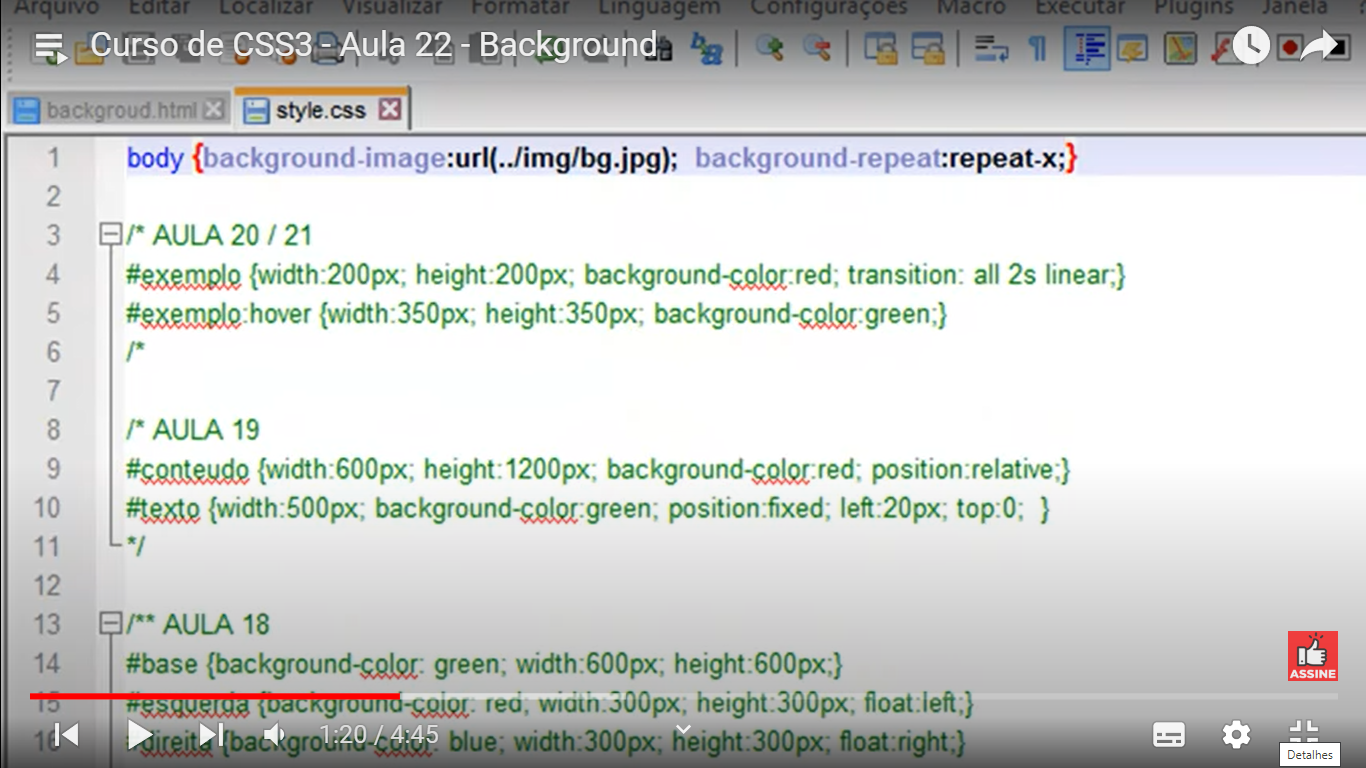 Arquivo Editar Localizar Visualizar Formatar Linguagem Configurações Macro Executar Plugins Janela
Curso de CSS3 - Aula 22 - Background
backgroud.html style.css
1 body {background-image:url(../img/bg.jpg); background-repeat:repeat-x;}
2
3 /* AULA 20 / 21
4 #exemplo {width:200px; height:200px; background-color:red; transition: all 2s linear;}
5 #exemplo:hover {width:350px; height:350px; background-color:green;}
6 /*
7
8 /* AULA 19
9 #conteudo {width:600px; height:1200px; background-color:red; position:relative;}
10 #texto {width:500px; background-color:green; position:fixed; left:20px; top:0; }
11 */
12
13 /** AULA 18
14 #base {background-color: green; width:600px; height:600px;}
15 #esquerda {background-color: red; width:300px; height:300px; float:left;}
16 #direita {background-color: blue; width:300px; height:300px; float:right;}
ASSINE
1:20 / 4:45
Detalhes